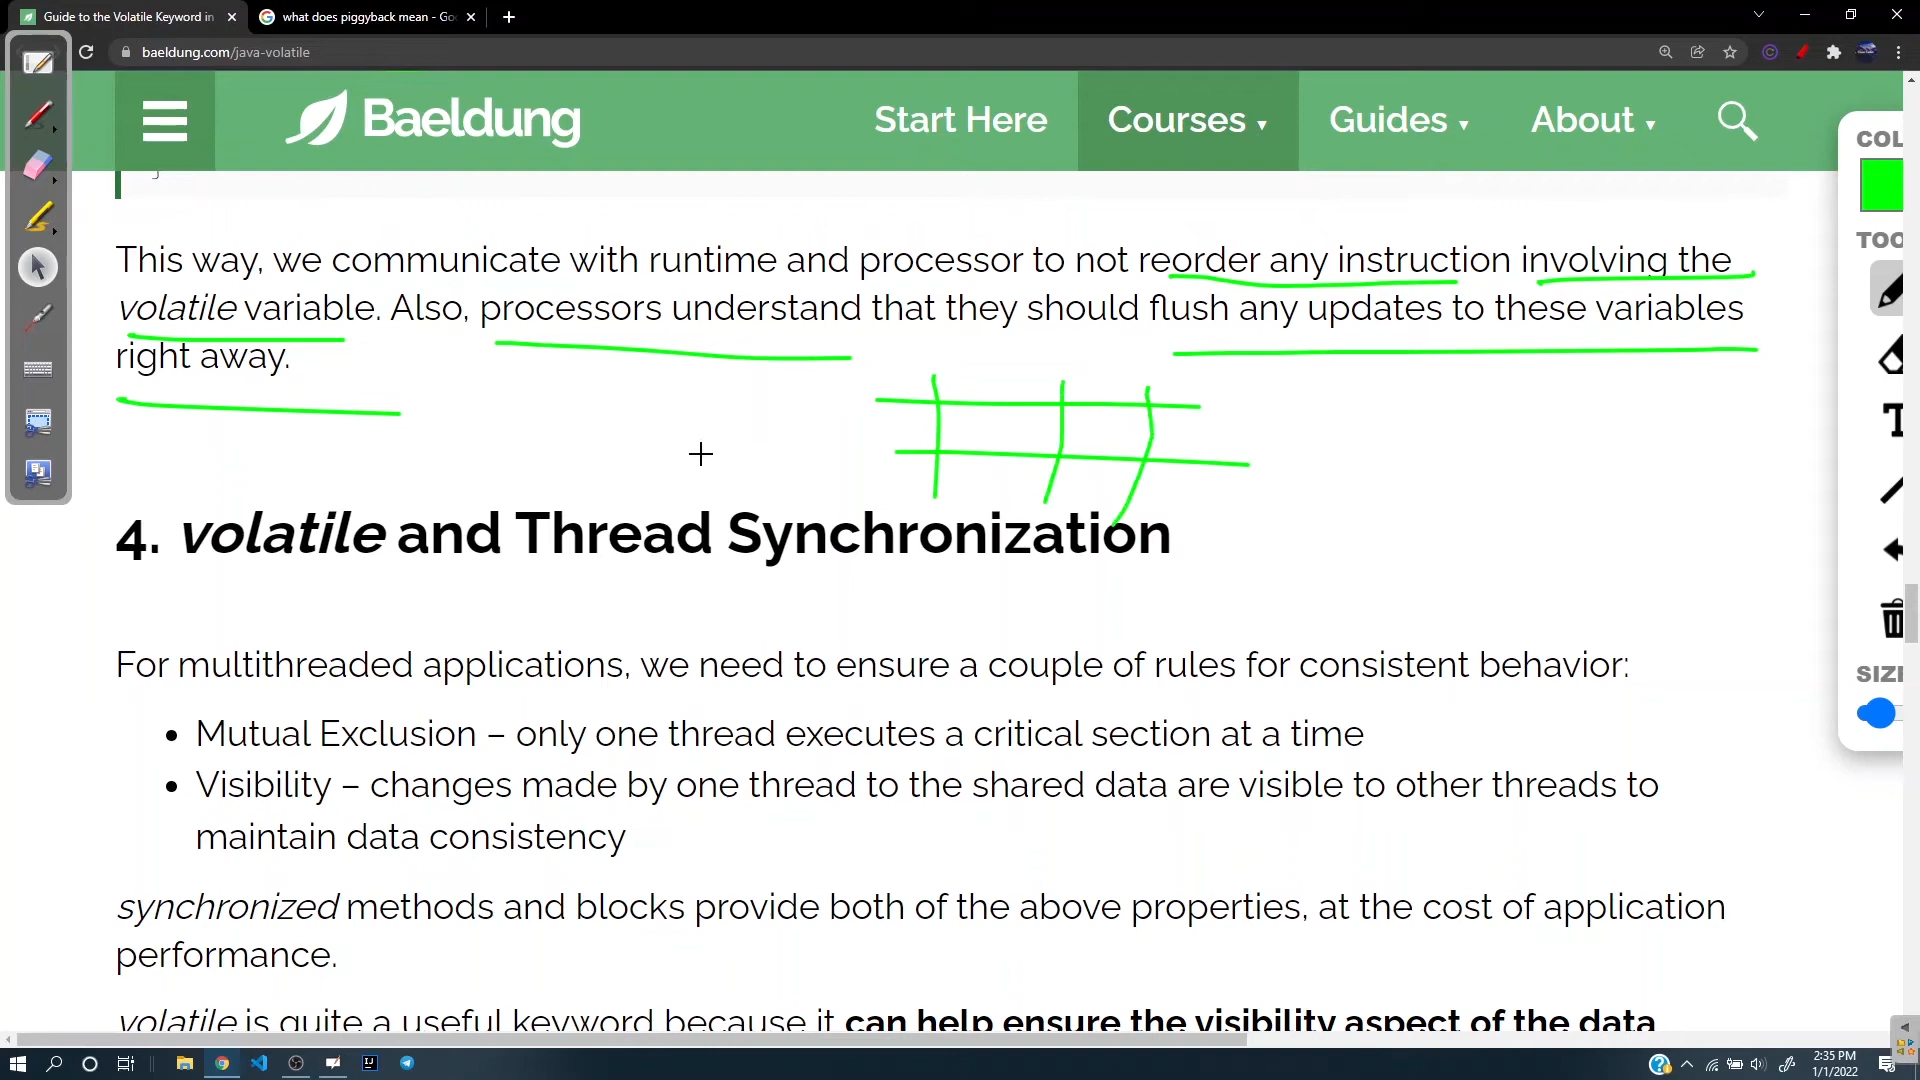 Guide to the Volatile Keyword in
what does piggyback mean - Go
baeldung.com/java-volatile
Baeldung
Start Here
Courses
Guides
About
COL
TOO
T
SIZE
This way, we communicate with runtime and processor to not reorder any instruction involving the
volatile variable. Also, processors understand that they should flush any updates to these variables
right away.
4. volatile and Thread Synchronization
For multithreaded applications, we need to ensure a couple of rules for consistent behavior:
• Mutual Exclusion – only one thread executes a critical section at a time
• Visibility – changes made by one thread to the shared data are visible to other threads to
maintain data consistency
synchronized methods and blocks provide both of the above properties, at the cost of application
performance.
volatile is quite a useful keyword because it can help ensure the visibility aspect of the data
2:35 PM
1/1/2022